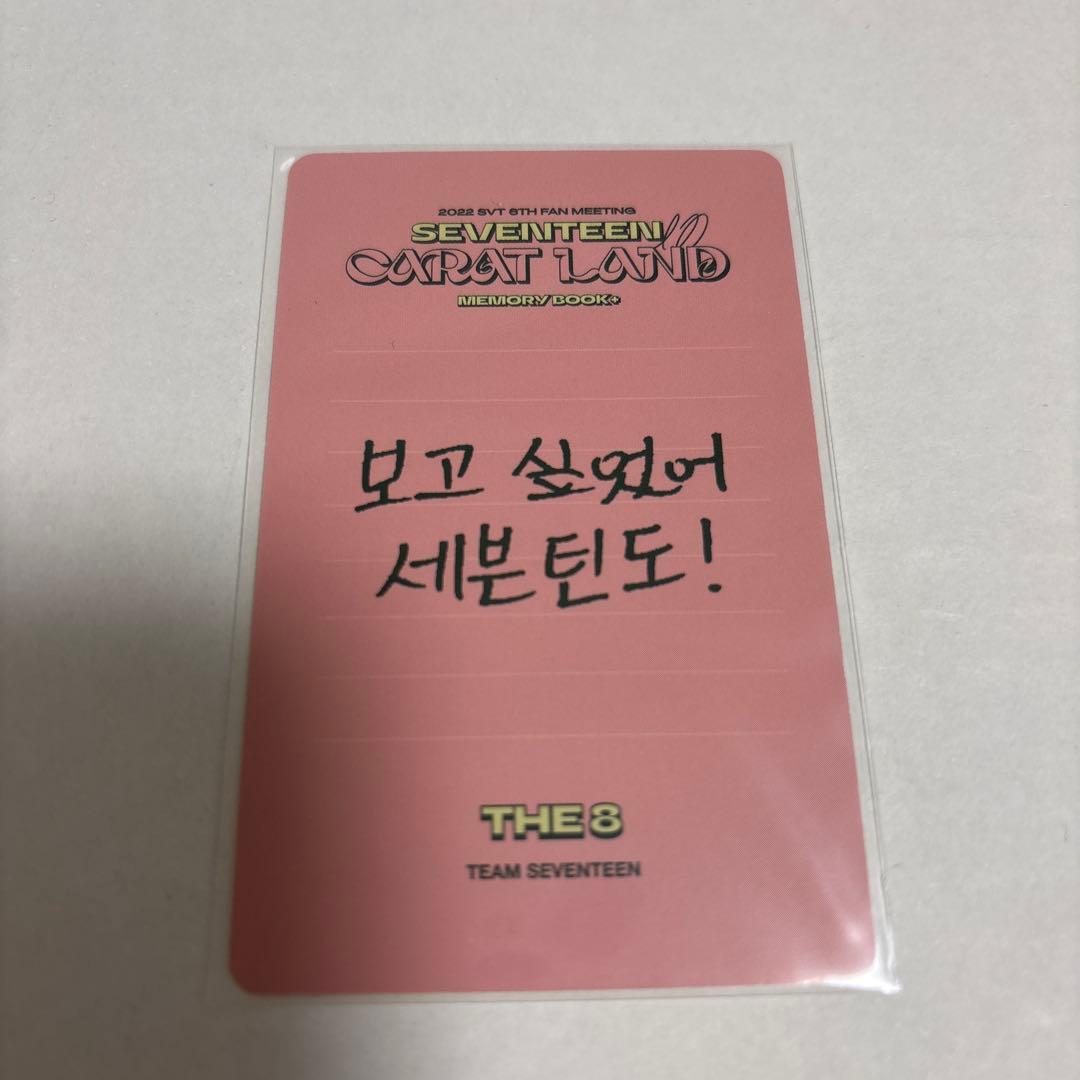 2022 SVT 6TH FAN MEETING
SEVENTEEN
CARAT LAND
MEMORY BOOK+
보고 싶었어
세븐틴도!
THE 8
TEAM SEVENTEEN